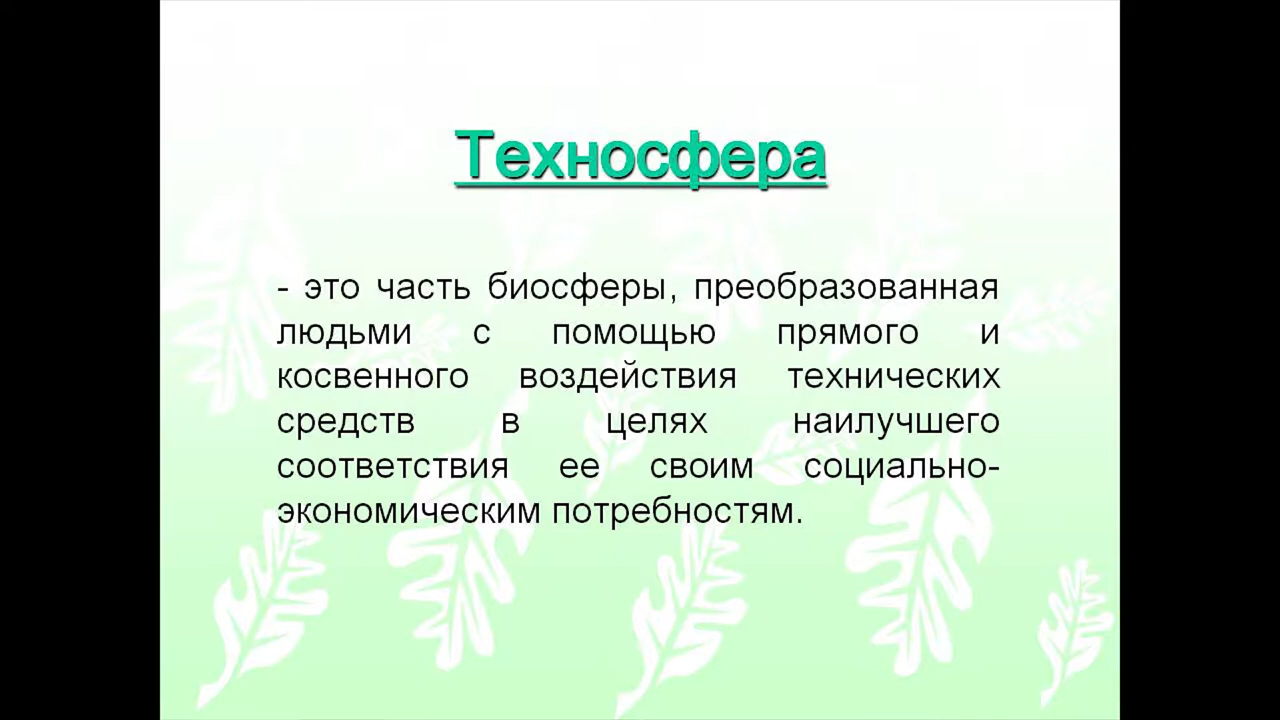 Техносфера
- это часть биосферы, преобразованная
людьми с помощью прямого и
косвенного воздействия технических
средств в целях наилучшего
соответствия ее своим социально-
экономическим потребностям.